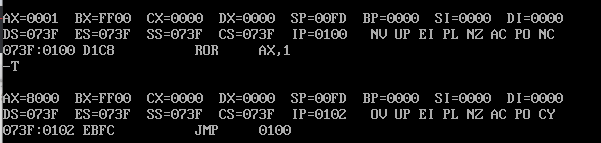 AX=0001 BX=FF00 CX=0000 DX=0000 SP=00FD BP=0000 SI=0000 DI=0000
DS=073F ES=073F SS=073F CS=073F IP=0100 NV UP EI PL NZ AC PO NC
073F:0100 D1C8 ROR AX,1
-T
AX=8000 BX=FF00 CX=0000 DX=0000 SP=00FD BP=0000 SI=0000 DI=0000
DS=073F ES=073F SS=073F CS=073F IP=0102 OV UP EI PL NZ AC PO CY
073F:0102 EBFC JMP 0100